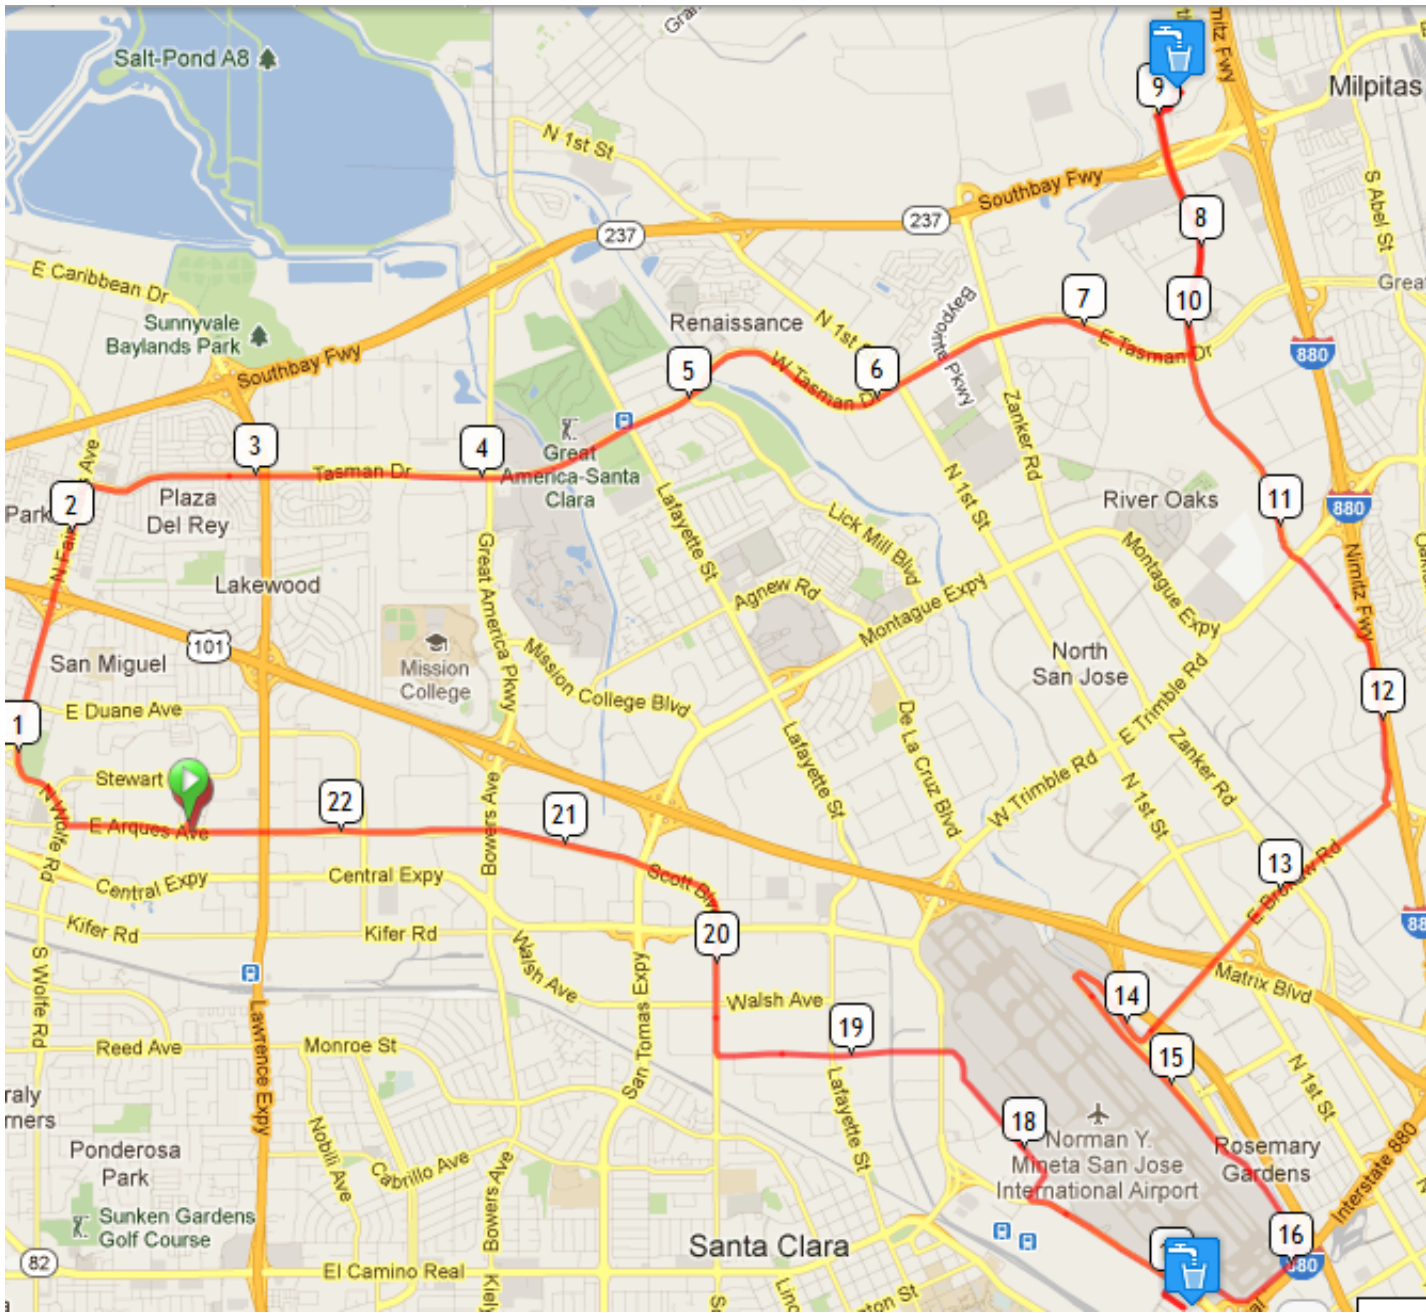 Salt-Pond A8
Milpitas
Nimitz Fwy
9
N 1st St
Southbay Fwy
S Abel St
237
237
8
E Caribbean Dr
7
10
Great
Sunnyvale
Baylands Park
Renaissance
N 1st St
Baypointe Pkwy
E Tasman Dr
880
Southbay Fwy
5
W Tasman Dr
6
Zanker Rd
3
4
Great
America-Santa
Clara
Tasman Dr
2
Park
Plaza
Del Rey
Lafayette St
N 1st St
River Oaks
11
880
Lick Mill Blvd
Montague Expy
Nimitz Fwy
Lakewood
Great America Pkwy
Agnew Rd
Montague Expy
101
San Miguel
Mission
College
Mission College Blvd
North
San Jose
E Trimble Rd
12
1
E Duane Ave
De La Cruz Blvd
Zanker Rd
Stewart
Lafayette St
W Trimble Rd
N 1st St
22
21
N Wolfe Rd
E Arques Ave
Bowers Ave
13
E Brokaw Rd
Central Expy
Central Expy
Scott Blvd
Kifer Rd
Kifer Rd
20
880
S Wolfe Rd
Walsh Ave
San Tomas Expy
Walsh Ave
Matrix Blvd
14
19
Reed Ave
Monroe St
15
Lawrence Expy
Lafayette St
N 1st St
18
Norman Y.
Mineta San Jose
International Airport
Rosemary
Gardens
Interstate 880
Ponderosa
Park
Nobili Ave
Cabrillo Ave
Bowers Ave
Sunken Gardens
Golf Course
Santa Clara
16
880
82
El Camino Real